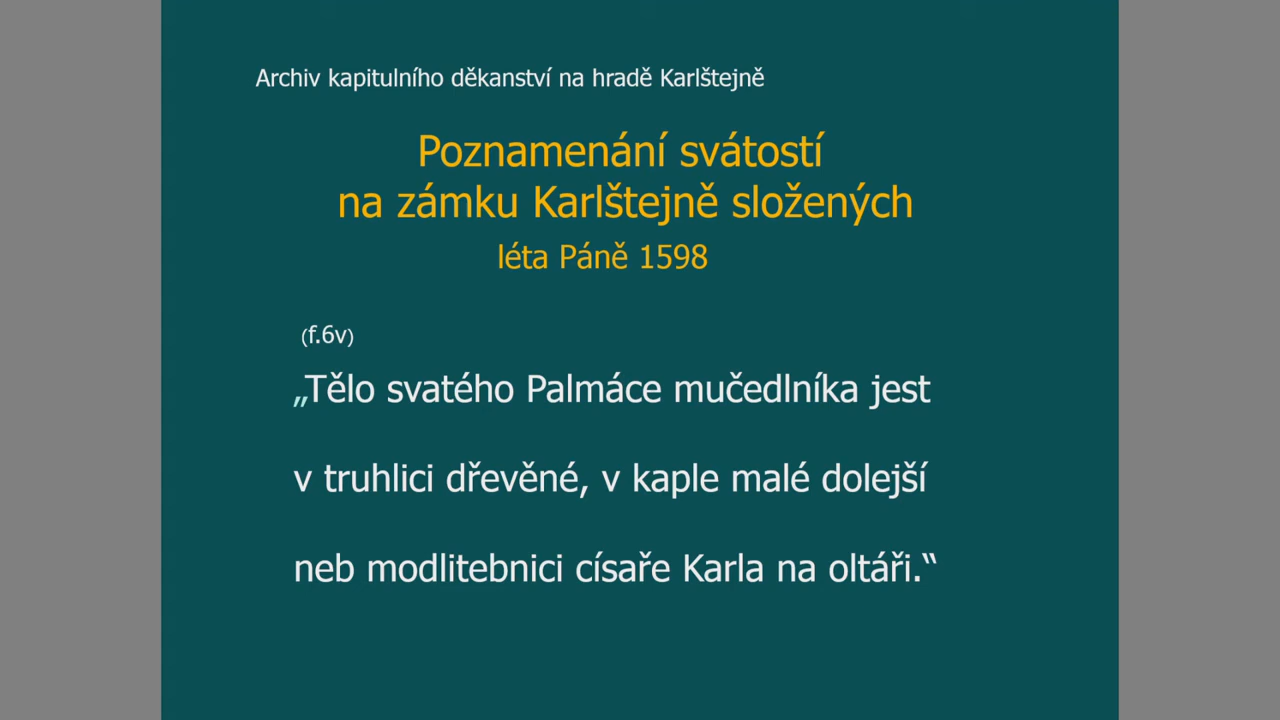 Archiv kapitulního děkanství na hradě Karlštejně
Poznamenání svátostí
na zámku Karlštejně složených
léta Páně 1598
(f.6v)
„Tělo svatého Palmáce mučedlníka jest
v truhlici dřevěné, v kaple malé dolejší
neb modlitebnici císaře Karla na oltáři.“